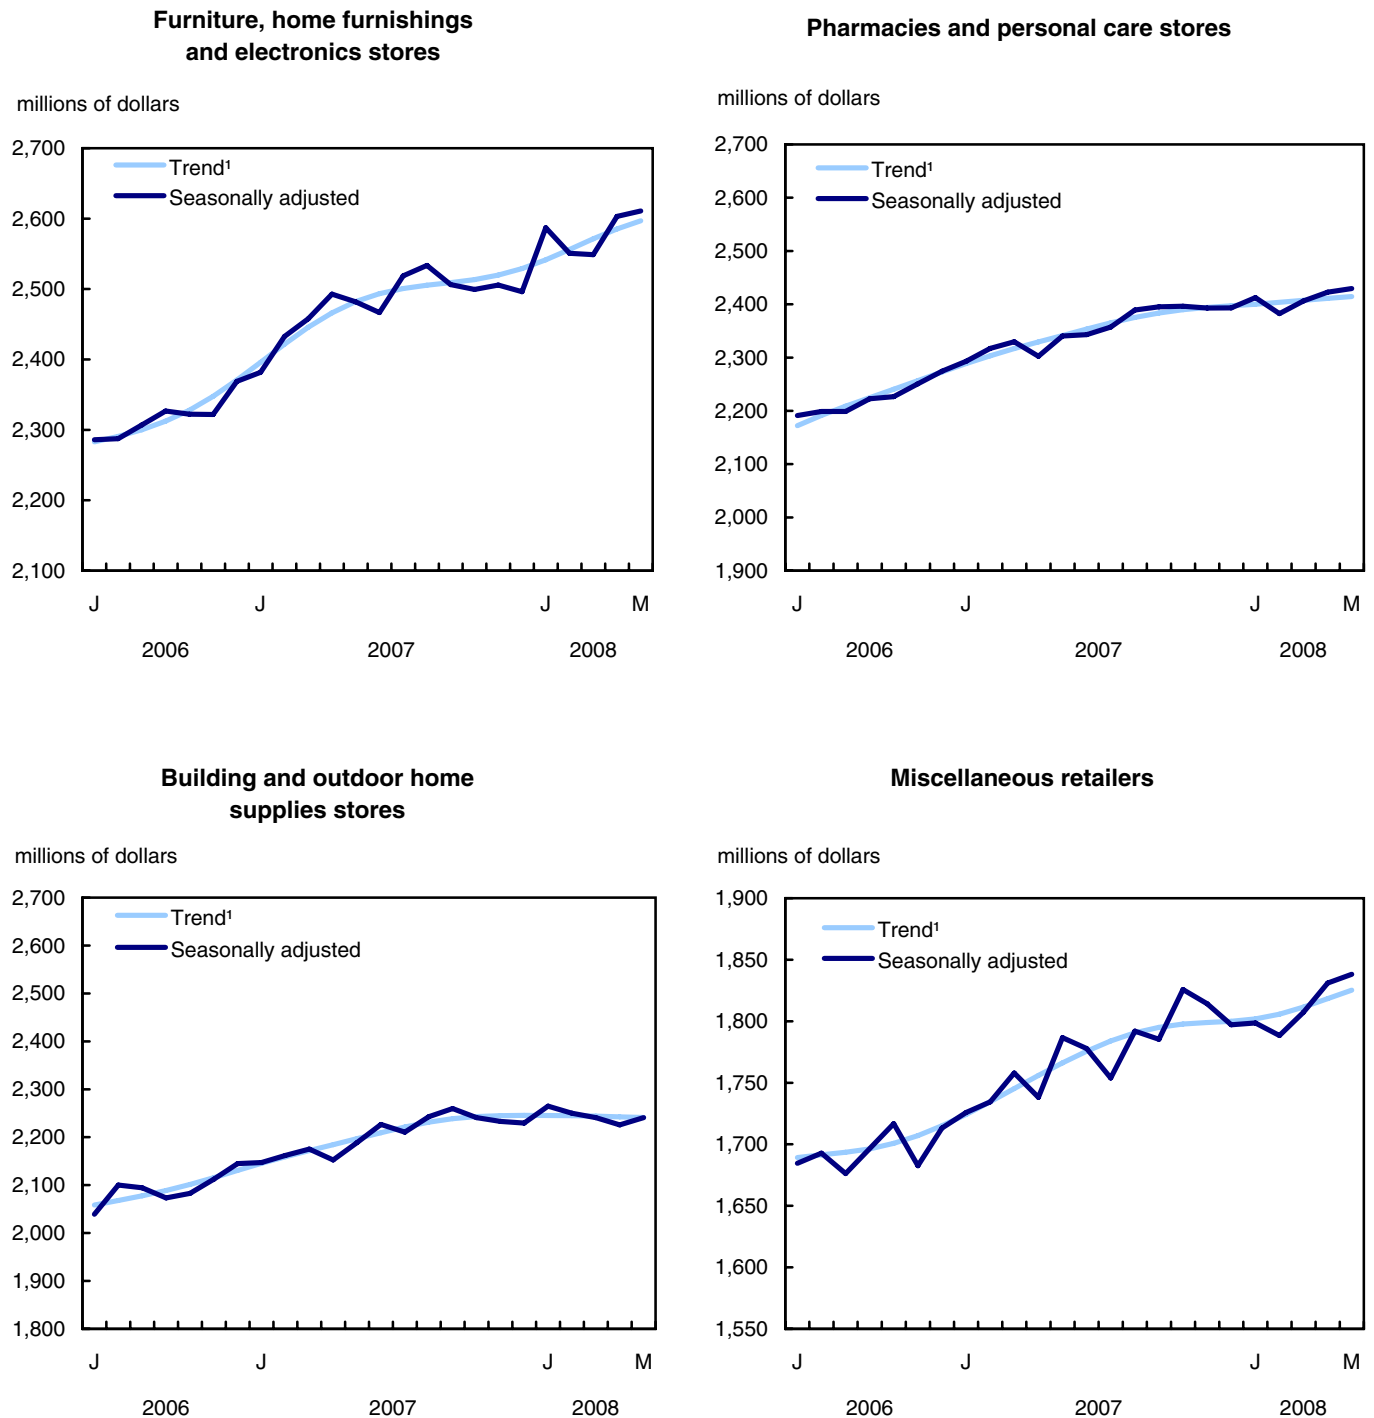 Furniture, home furnishings
and electronics stores
millions of dollars
2,700
2,600
2,500
2,400
2,300
2,200
2,100
Trend¹
Seasonally adjusted
J J J M
2006 2007 2008
Pharmacies and personal care stores
millions of dollars
2,700
2,600
2,500
2,400
2,300
2,200
2,100
2,000
1,900
Trend¹
Seasonally adjusted
J J J M
2006 2007 2008
Building and outdoor home
supplies stores
millions of dollars
2,700
2,600
2,500
2,400
2,300
2,200
2,100
2,000
1,900
1,800
Trend¹
Seasonally adjusted
J J J M
2006 2007 2008
Miscellaneous retailers
millions of dollars
1,900
1,850
1,800
1,750
1,700
1,650
1,600
1,550
Trend¹
Seasonally adjusted
J J J M
2006 2007 2008